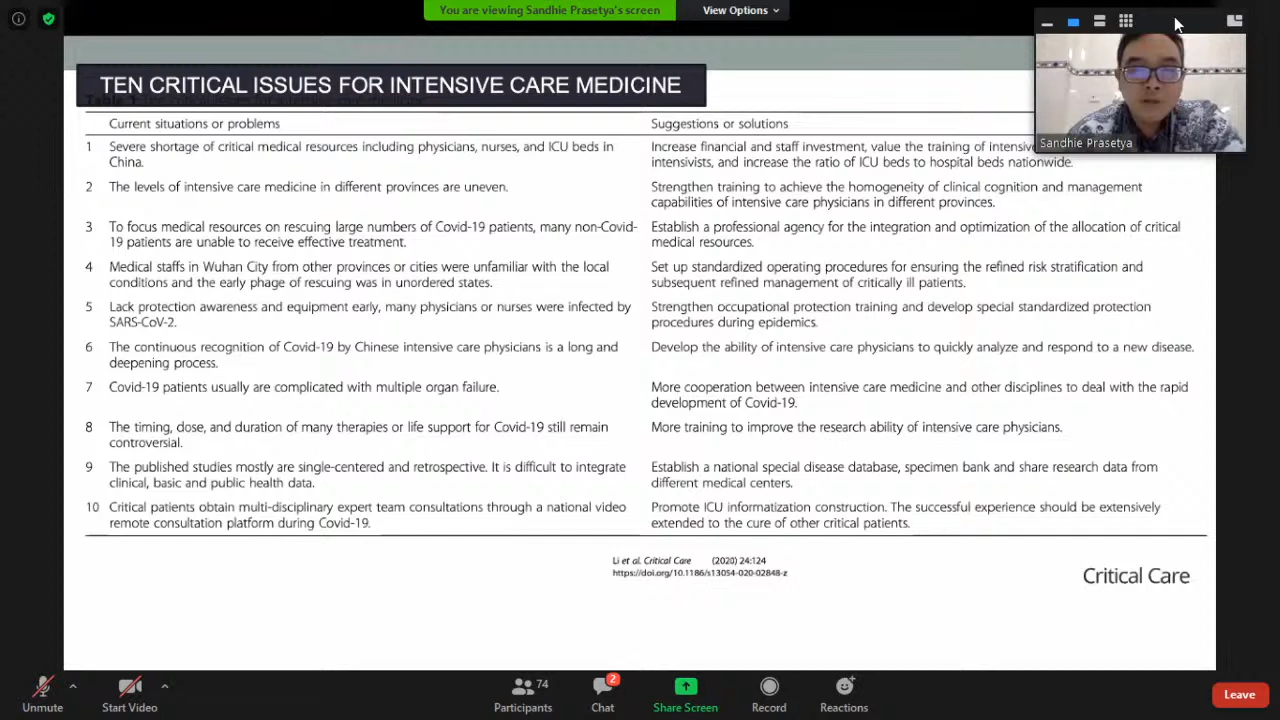 You are viewing Sandhie Prasetya's screen
View Options
TEN CRITICAL ISSUES FOR INTENSIVE CARE MEDICINE
Current situations or problems
Suggestions or solutions
1 Severe shortage of critical medical resources including physicians, nurses, and ICU beds in
China.
Increase financial and staff investment, value the training of
intensivists, and increase the ratio of ICU beds to hospital beds nationwide.
2 The levels of intensive care medicine in different provinces are uneven.
Strengthen training to achieve the homogeneity of clinical cognition and management
capabilities of intensive care physicians in different provinces.
3 To focus medical resources on rescuing large numbers of Covid-19 patients, many non-Covid-
19 patients are unable to receive effective treatment.
Establish a professional agency for the integration and optimization of the allocation of critical
medical resources.
4 Medical staffs in Wuhan City from other provinces or cities were unfamiliar with the local
conditions and the early phage of rescuing was in unordered states.
Set up standardized operating procedures for ensuring the refined risk stratification and
subsequent refined management of critically ill patients.
5 Lack protection awareness and equipment early, many physicians or nurses were infected by
SARS-CoV-2.
Strengthen occupational protection training and develop special standardized protection
procedures during epidemics.
6 The continuous recognition of Covid-19 by Chinese intensive care physicians is a long and
deepening process.
Develop the ability of intensive care physicians to quickly analyze and respond to a new disease.
7 Covid-19 patients usually are complicated with multiple organ failure.
More cooperation between intensive care medicine and other disciplines to deal with the rapid
development of Covid-19.
8 The timing, dose, and duration of many therapies or life support for Covid-19 still remain
controversial.
More training to improve the research ability of intensive care physicians.
9 The published studies mostly are single-centered and retrospective. It is difficult to integrate
clinical, basic and public health data.
Establish a national special disease database, specimen bank and share research data from
different medical centers.
10 Critical patients obtain multi-disciplinary expert team consultations through a national video
remote consultation platform during Covid-19.
Promote ICU informatization construction. The successful experience should be extensively
extended to the cure of other critical patients.
Li et al. Critical Care (2020) 24:124
https://doi.org/10.1186/s13054-020-02848-z
Critical Care
Sandhie Prasetya
Unmute
Start Video
Participants
74
Chat
2
Share Screen
Record
Reactions
Leave